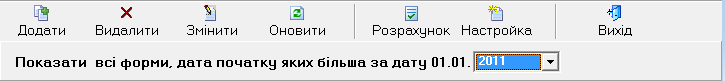 Додати Видалити Змінити Оновити Розрахунок Настройка Вихід
Показати всі форми, дата початку яких більша за дату 01.01. 2011